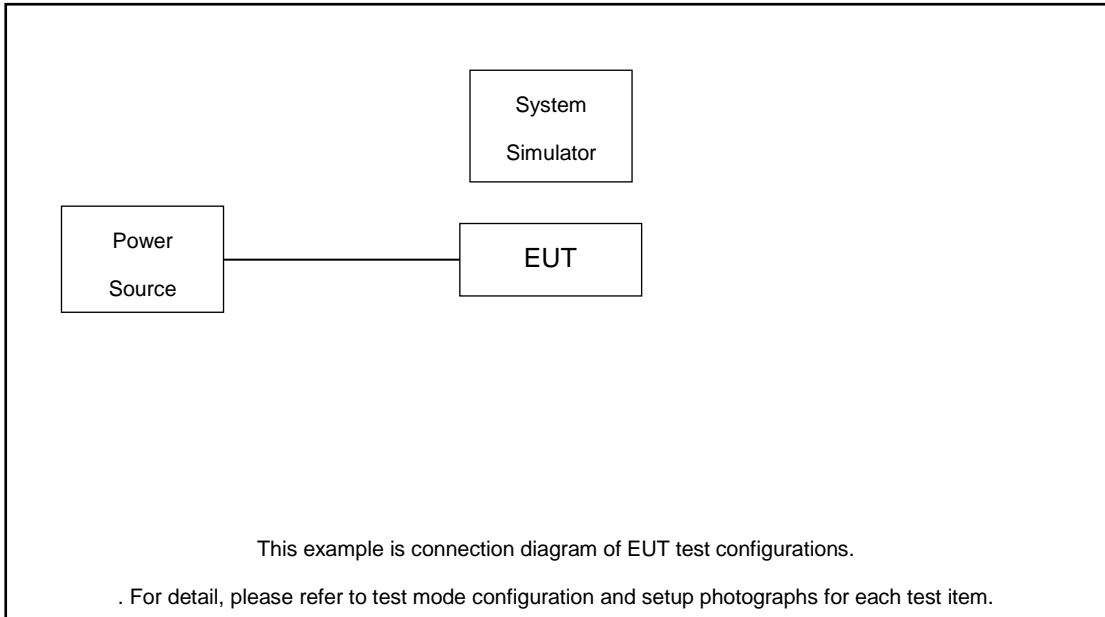 System
Simulator
Power
Source
EUT
This example is connection diagram of EUT test configurations.
. For detail, please refer to test mode configuration and setup photographs for each test item.